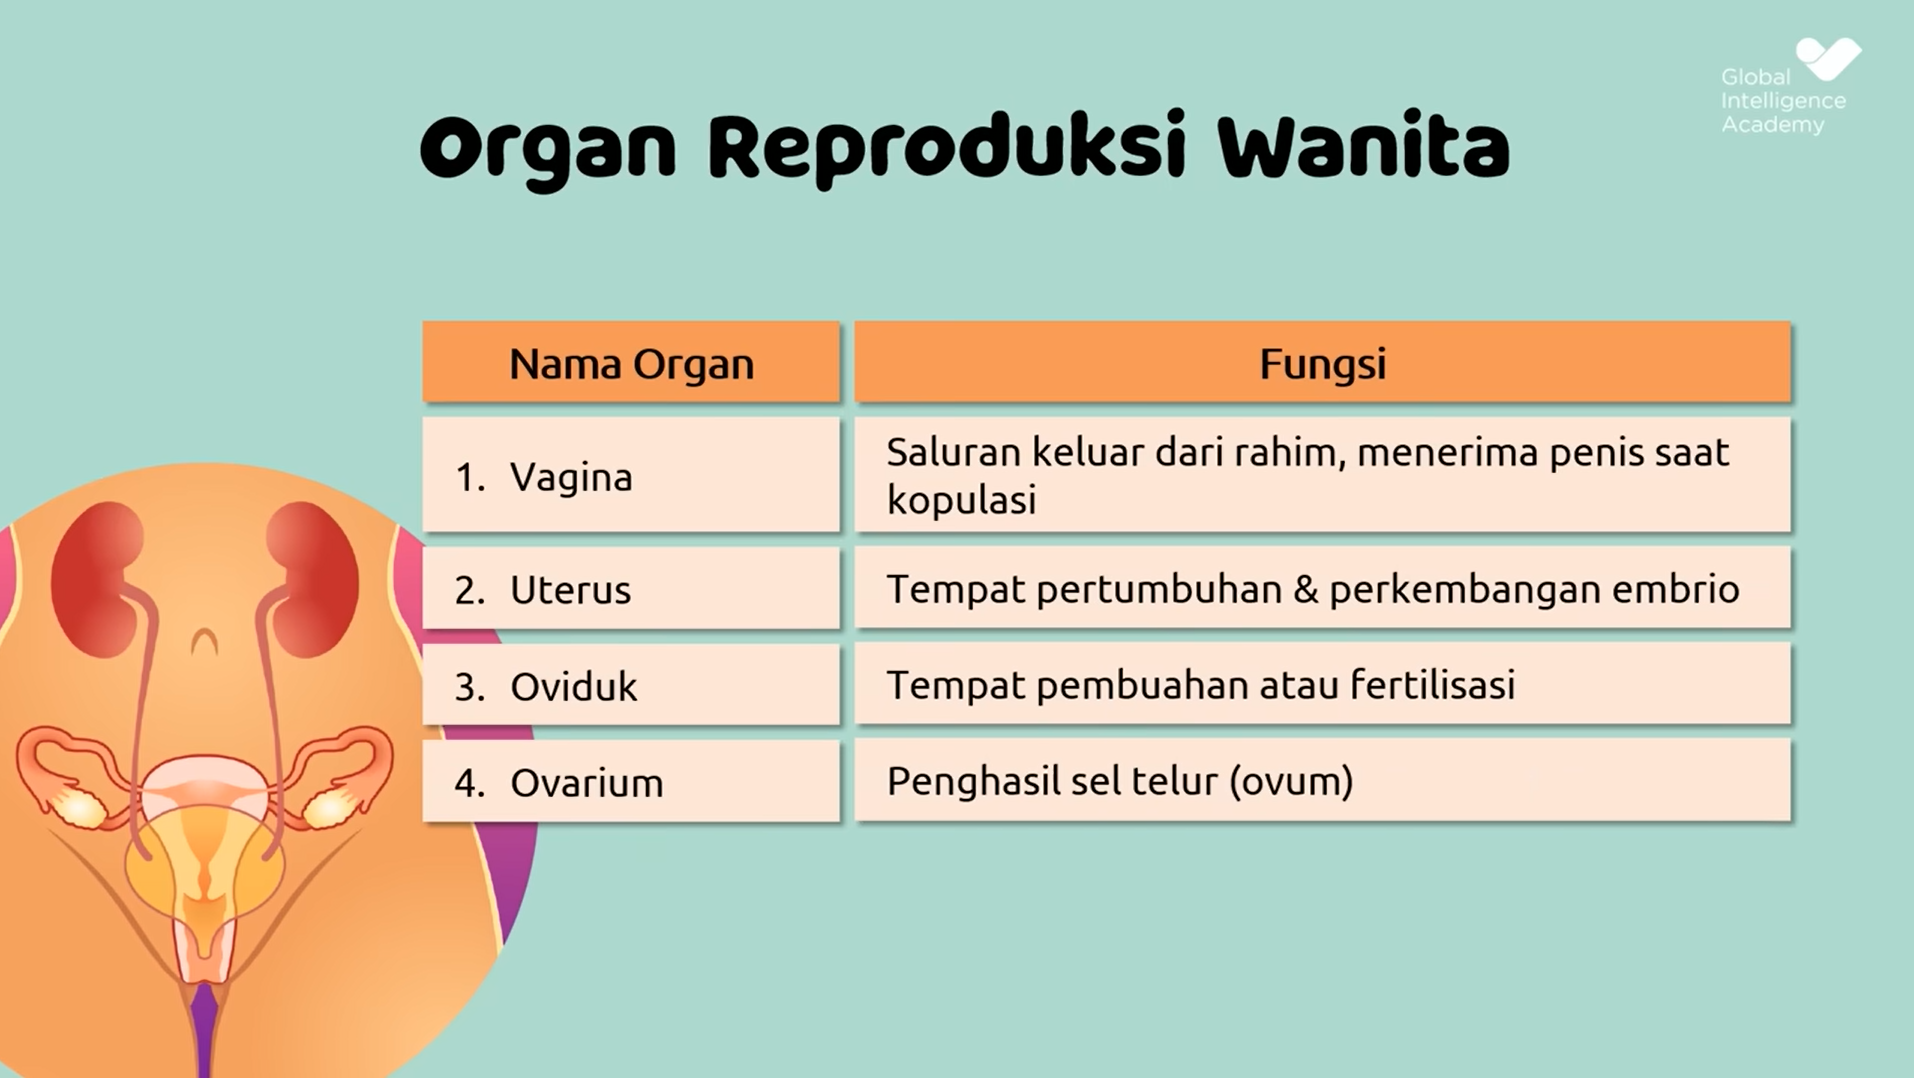 Global
Intelligence
Academy
Organ Reproduksi Wanita
Nama Organ
Fungsi
1. Vagina
Saluran keluar dari rahim, menerima penis saat
kopulasi
2. Uterus
Tempat pertumbuhan & perkembangan embrio
3. Oviduk
Tempat pembuahan atau fertilisasi
4. Ovarium
Penghasil sel telur (ovum)